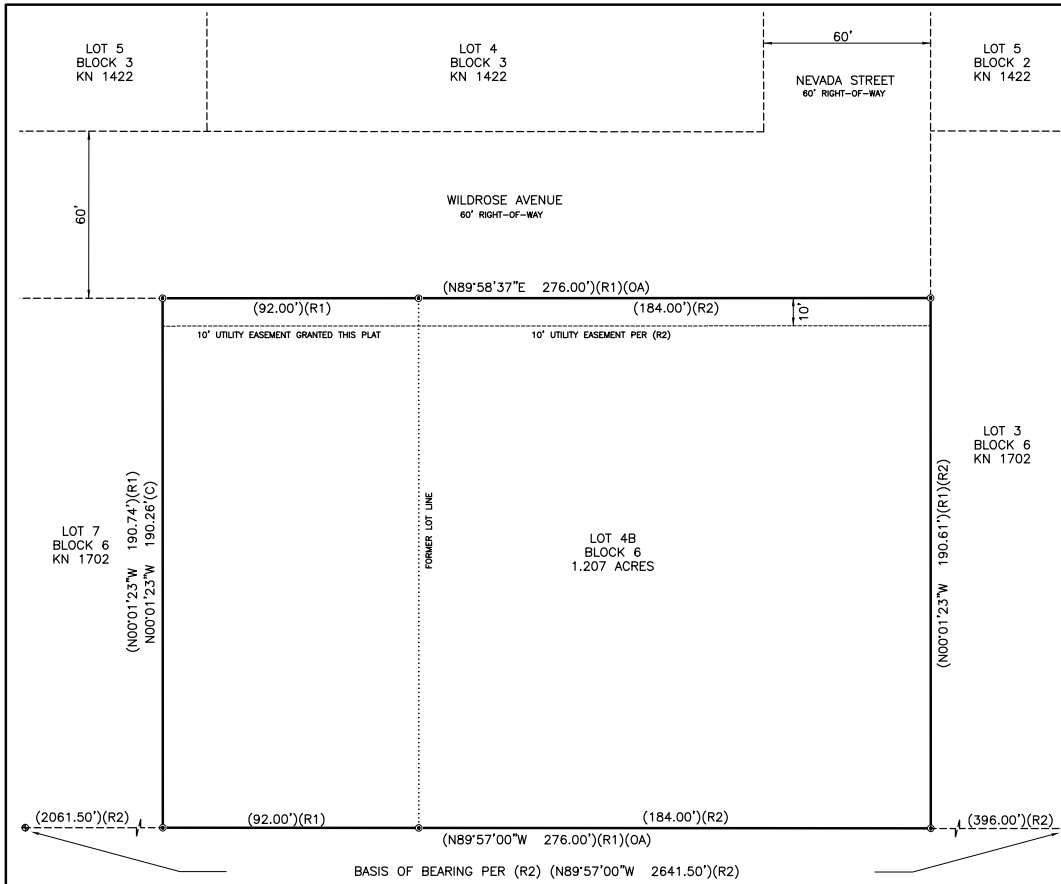 LOT 5
BLOCK 3
KN 1422
LOT 4
BLOCK 3
KN 1422
60'
NEVADA STREET
60' RIGHT-OF-WAY
LOT 5
BLOCK 2
KN 1422
60'
WILDROSE AVENUE
60' RIGHT-OF-WAY
(N89°58'37"E 276.00')(R1)(OA)
(92.00')(R1)
(184.00')(R2)
10'
10' UTILITY EASEMENT GRANTED THIS PLAT
10' UTILITY EASEMENT PER (R2)
LOT 7
BLOCK 6
KN 1702
(N00°01'23"W 190.74')(R1)
N00°01'23"W 190.26'(C)
FORMER LOT LINE
LOT 4B
BLOCK 6
1.207 ACRES
(N00°01'23"W 190.61')(R1)(R2)
LOT 3
BLOCK 6
KN 1702
(2061.50')(R2)
(92.00')(R1)
(184.00')(R2)
(396.00')(R2)
(N89°57'00"W 276.00')(R1)(OA)
BASIS OF BEARING PER (R2) (N89°57'00"W 2641.50')(R2)